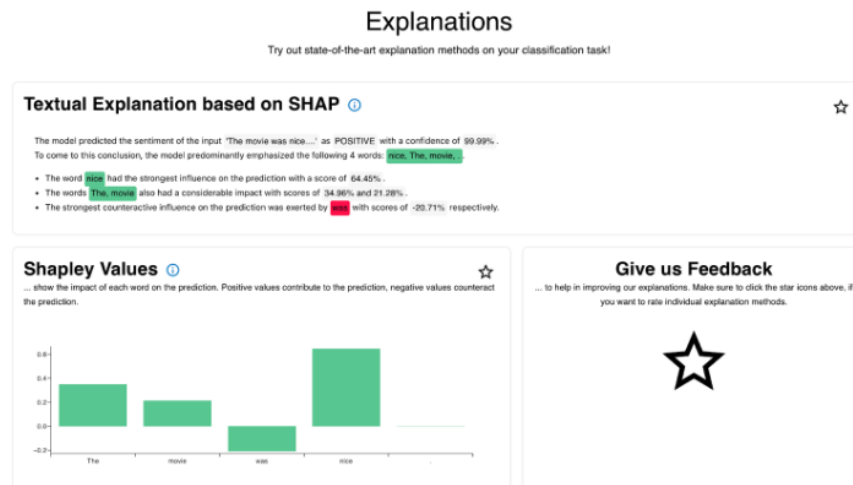 Explanations
Try out state-of-the-art explanation methods on your classification task!
Textual Explanation based on SHAP
The model predicted the sentiment of the input 'The movie was nice....' as POSITIVE with a confidence of 99.99% .
To come to this conclusion, the model predominantly emphasized the following 4 words: nice, The, movie, . .
• The word nice had the strongest influence on the prediction with a score of 64.45% .
• The words The, movie also had a considerable impact with scores of 34.96% and 21.28% .
• The strongest counteractive influence on the prediction was exerted by was with scores of -20.71% respectively.
Shapley Values
... show the impact of each word on the prediction. Positive values contribute to the prediction, negative values counteract
the prediction.
0.6
0.4
0.2
0.0
-0.2
The movie was nice .
Give us Feedback
... to help in improving our explanations. Make sure to click the star icons above, if
you want to rate individual explanation methods.